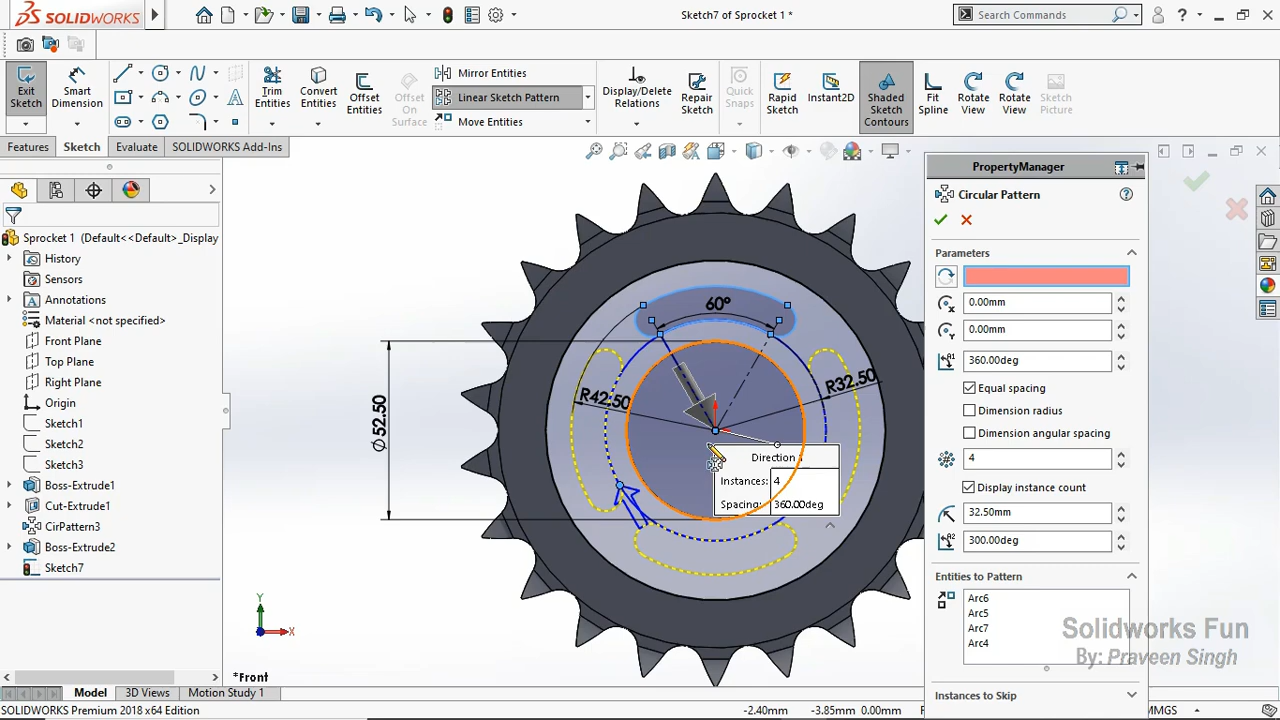 SOLIDWORKS
Sketch7 of Sprocket 1 *
Search Commands
Exit Sketch
Smart Dimension
Trim Entities
Convert Entities
Offset Entities
Offset On Surface
Mirror Entities
Linear Sketch Pattern
Move Entities
Display/Delete Relations
Repair Sketch
Quick Snaps
Rapid Sketch
Instant2D
Shaded Sketch Contours
Fit Spline
Rotate View
Rotate View
Sketch Picture
Features
Sketch
Evaluate
SOLIDWORKS Add-Ins
Sprocket 1 (Default<<Default>_Display
History
Sensors
Annotations
Material <not specified>
Front Plane
Top Plane
Right Plane
Origin
Sketch1
Sketch2
Sketch3
Boss-Extrude1
Cut-Extrude1
CirPattern3
Boss-Extrude2
Sketch7
60°
R42.50
R32.50
∅52.50
Direction
Instances: 4
Spacing: 360.00deg
Y
X
*Front
PropertyManager
Circular Pattern
Parameters
0.00mm
0.00mm
360.00deg
Equal spacing
Dimension radius
Dimension angular spacing
4
Display instance count
32.50mm
300.00deg
Entities to Pattern
Arc6
Arc5
Arc7
Arc4
Instances to Skip
Solidworks Fun
By: Praveen Singh
Model
3D Views
Motion Study 1
SOLIDWORKS Premium 2018 x64 Edition
-2.40mm
-3.85mm
0.00mm
MMGS